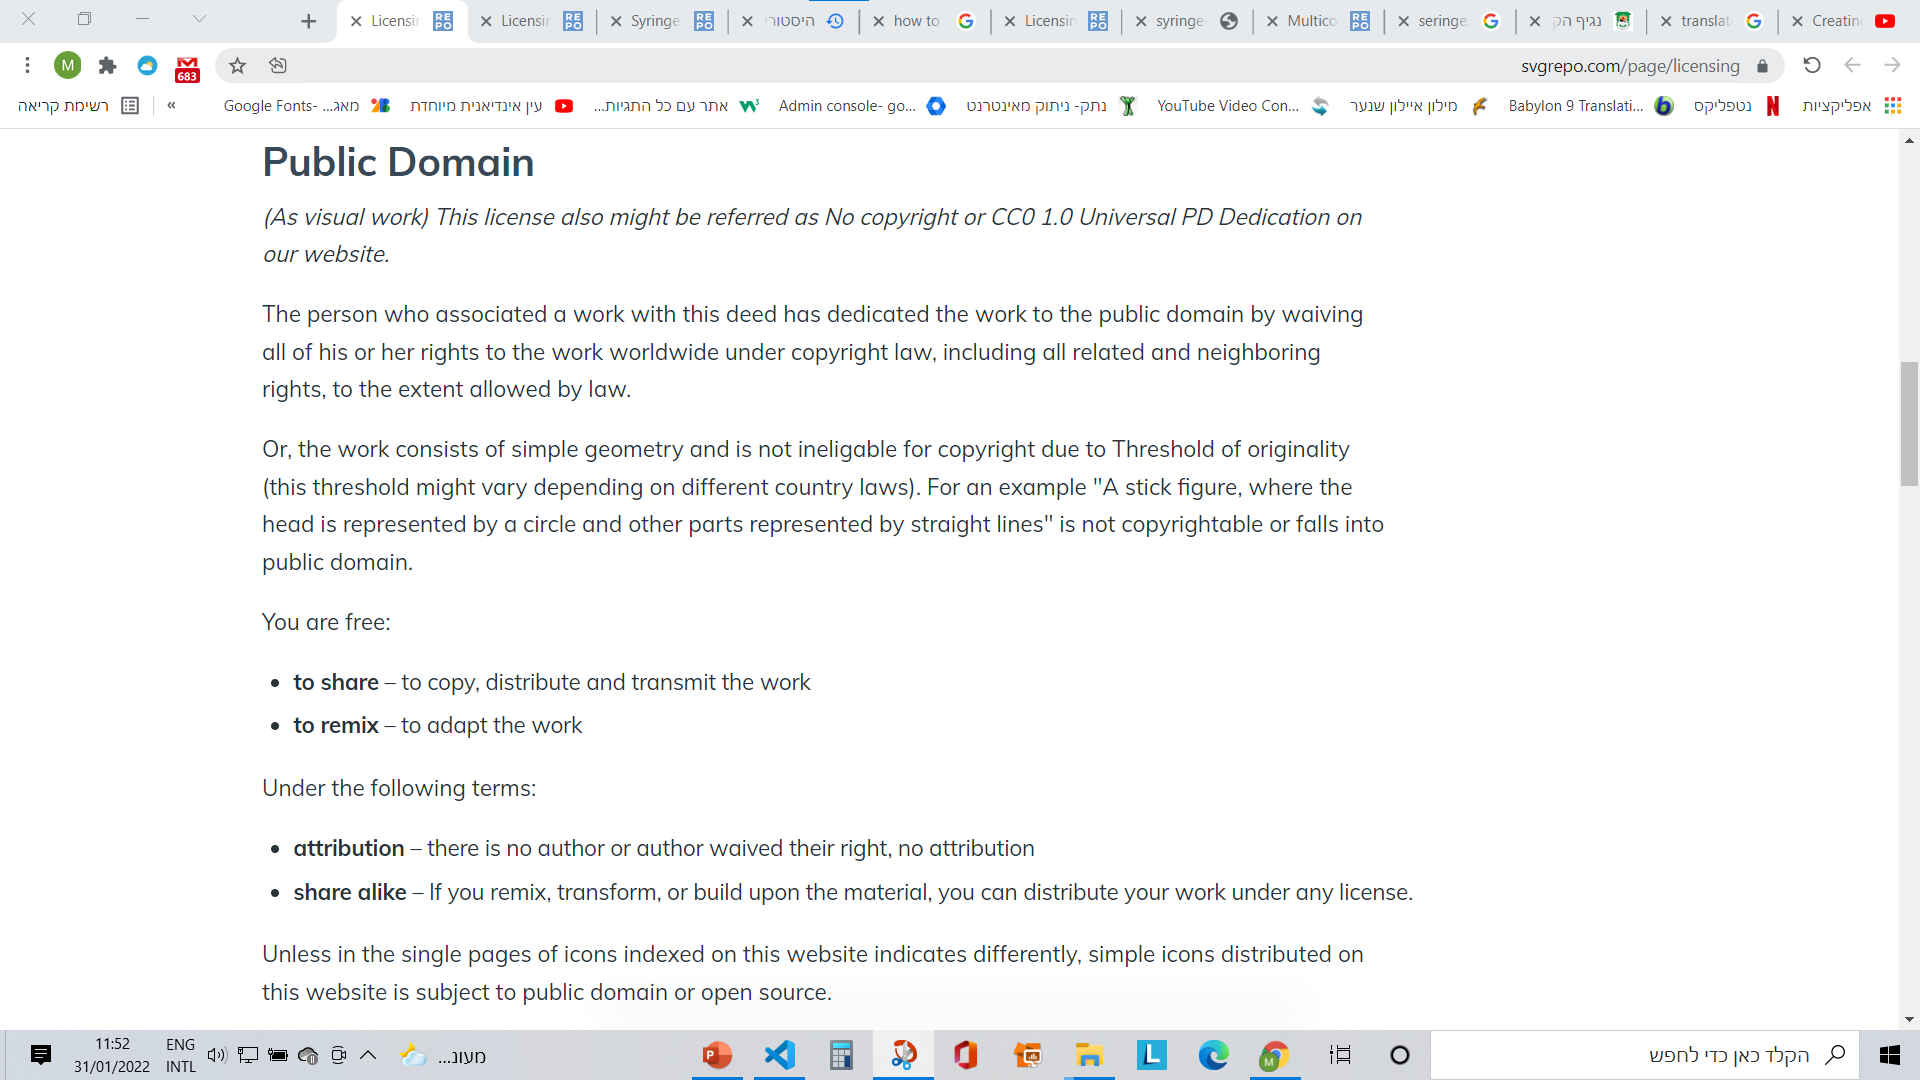 Licensin
Licensin
Syringe
היסטורי
how to
Licensin
syringe
Multico
seringe
נגיף הק
translat
Creating
M
683
svgrepo.com/page/licensing
אפליקציות
נטפליקס
Babylon 9 Translati...
מילון איילון שנער
YouTube Video Con...
נתק- ניתוק מאינטרנט
Admin console- go...
אתר עם כל התגיות...
עין אינדיאנית מיוחדת
Google Fonts- מאג...
»
רשימת קריאה
Public Domain
(As visual work) This license also might be referred as No copyright or CC0 1.0 Universal PD Dedication on
our website.
The person who associated a work with this deed has dedicated the work to the public domain by waiving
all of his or her rights to the work worldwide under copyright law, including all related and neighboring
rights, to the extent allowed by law.
Or, the work consists of simple geometry and is not ineligable for copyright due to Threshold of originality
(this threshold might vary depending on different country laws). For an example "A stick figure, where the
head is represented by a circle and other parts represented by straight lines" is not copyrightable or falls into
public domain.
You are free:
• to share – to copy, distribute and transmit the work
• to remix – to adapt the work
Under the following terms:
• attribution – there is no author or author waived their right, no attribution
• share alike – If you remix, transform, or build upon the material, you can distribute your work under any license.
Unless in the single pages of icons indexed on this website indicates differently, simple icons distributed on
this website is subject to public domain or open source.
11:52
31/01/2022
ENG
INTL
מעונ...
הקלד כאן כדי לחפש